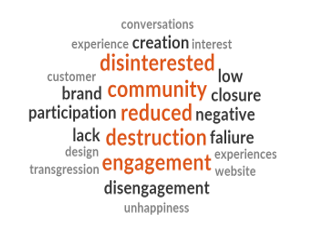 conversations
experience creation interest
disinterested
customer community low
brand closure
participation reduced negative
lack destruction faliure
design engagement experiences
transgression website
disengagement
unhappiness